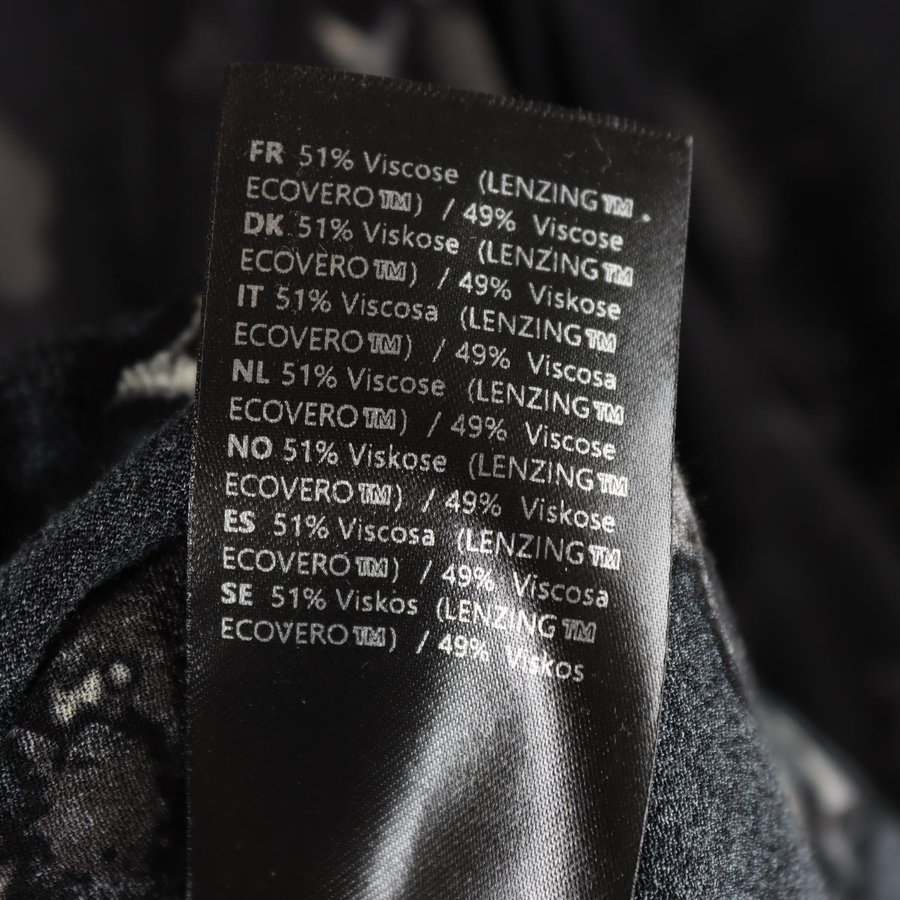 FR 51% Viscose (LENZING™
ECOVERO™) / 49% Viscose
DK 51% Viskose (LENZING™
ECOVERO™) / 49% Viskose
IT 51% Viscosa (LENZING™
ECOVERO™) / 49% Viscosa
NL 51% Viscose (LENZING™
ECOVERO™) / 49% Viscose
NO 51% Viskose (LENZING™
ECOVERO™) / 49% Viskose
ES 51% Viscosa (LENZING™
ECOVERO™) / 49% Viscosa
SE 51% Viskos (LENZING™
ECOVERO™) / 49% Viskos